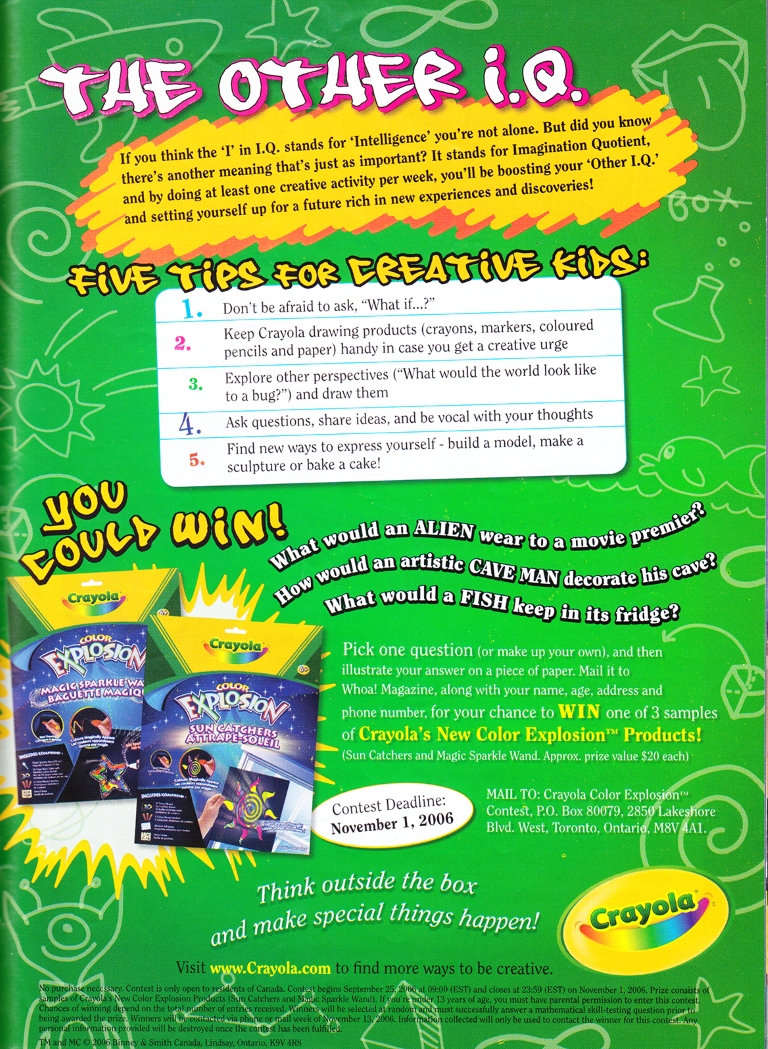 THE OTHER i.Q.
If you think the 'I' in I.Q. stands for 'Intelligence' you're not alone. But did you know
there's another meaning that's just as important? It stands for Imagination Quotient,
and by doing at least one creative activity per week, you'll be boosting your 'Other I.Q.'
and setting yourself up for a future rich in new experiences and discoveries!
BOX
FIVE TIPS FOR CREATIVE KIDS:
1. Don't be afraid to ask, "What if...?"
2. Keep Crayola drawing products (crayons, markers, coloured
pencils and paper) handy in case you get a creative urge
3. Explore other perspectives ("What would the world look like
to a bug?") and draw them
4. Ask questions, share ideas, and be vocal with your thoughts
5. Find new ways to express yourself - build a model, make a
sculpture or bake a cake!
YOU
COULD WIN!
What would an ALIEN wear to a movie premier?
How would an artistic CAVE MAN decorate his cave?
What would a FISH keep in its fridge?
Crayola
COLOR
EXPLOSION
MAGIC SPARKLE WA
BAGUETTE MAGIQ
Crayola
COLOR
EXPLOSION
SUN CATCHERS
ATTRAPE-SOLEIL
Pick one question (or make up your own), and then
illustrate your answer on a piece of paper. Mail it to
Whoa! Magazine, along with your name, age, address and
phone number, for your chance to WIN one of 3 samples
of Crayola's New Color Explosion™ Products!
(Sun Catchers and Magic Sparkle Wand. Approx. prize value $20 each)
Contest Deadline:
November 1, 2006
MAIL TO: Crayola Color Explosion™
Contest, P.O. Box 80079, 2850 Lakeshore
Blvd. West, Toronto, Ontario, M8V 4A1.
Think outside the box
and make special things happen!
Crayola
Visit www.Crayola.com to find more ways to be creative.
No purchase necessary. Contest is only open to residents of Canada. Contest begins September 25, 2006 at 09:00 (EST) and closes at 23:59 (EST) on November 1, 2006. Prize consists of
samples of Crayola's New Color Explosion Products (Sun Catchers and Magic Sparkle Wand). If you're under 13 years of age, you must have parental permission to enter this contest.
Chances of winning depend on the total number of entries received. Winners will be selected at random and must successfully answer a mathematical skill-testing question prior to
being awarded the prize. Winners will be contacted via phone or mail week of November 13, 2006. Information collected will only be used to contact the winner for this contest. Any
personal information provided will be destroyed once the contest has been fulfilled.
TM and MC © 2006 Binney & Smith Canada, Lindsay, Ontario, K9V 4R8